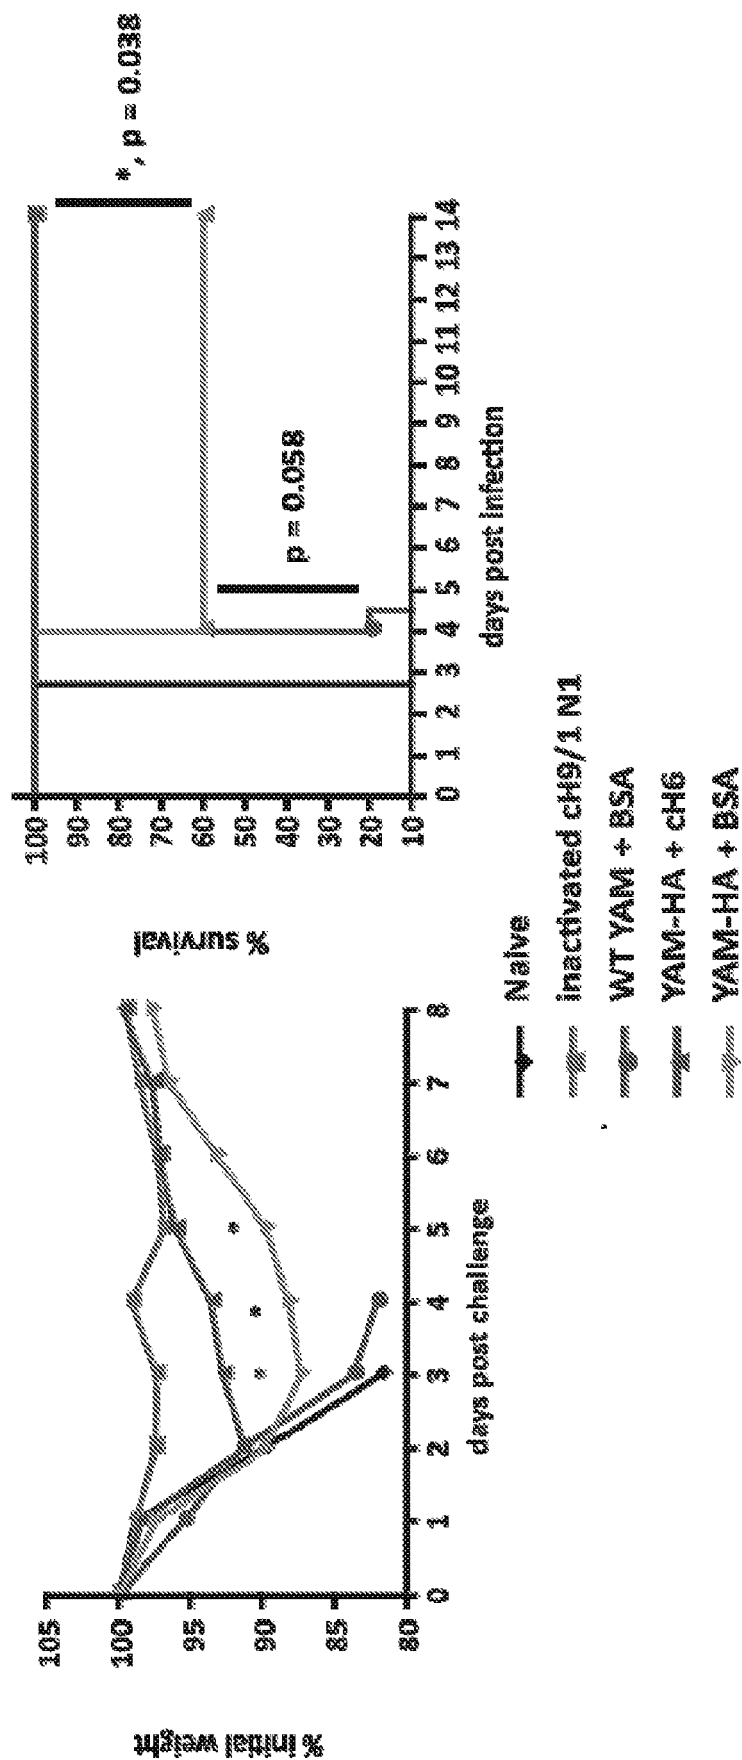 % initial weight
105
100
95
90
85
80
0 1 2 3 4 5 6 7 8
days post challenge
% survival
100
90
80
70
60
50
40
30
20
10
0 1 2 3 4 5 6 7 8 9 10 11 12 13 14
days post infection
*, p = 0.038
p = 0.058
* * *
Naive
inactivated cH9/1 N1
WT YAM + BSA
YAM-HA + cH6
YAM-HA + BSA